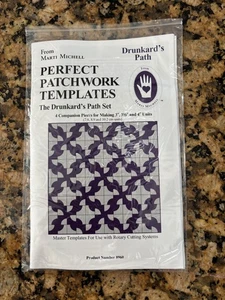 From
MARTI MICHELL
Drunkard's
Path
PERFECT
PATCHWORK
TEMPLATES
The Drunkard's Path Set
4 Companion Pieces for Making 3", 3½" and 4" Units
Master Templates For Use with Rotary Cutting Systems
Product Number